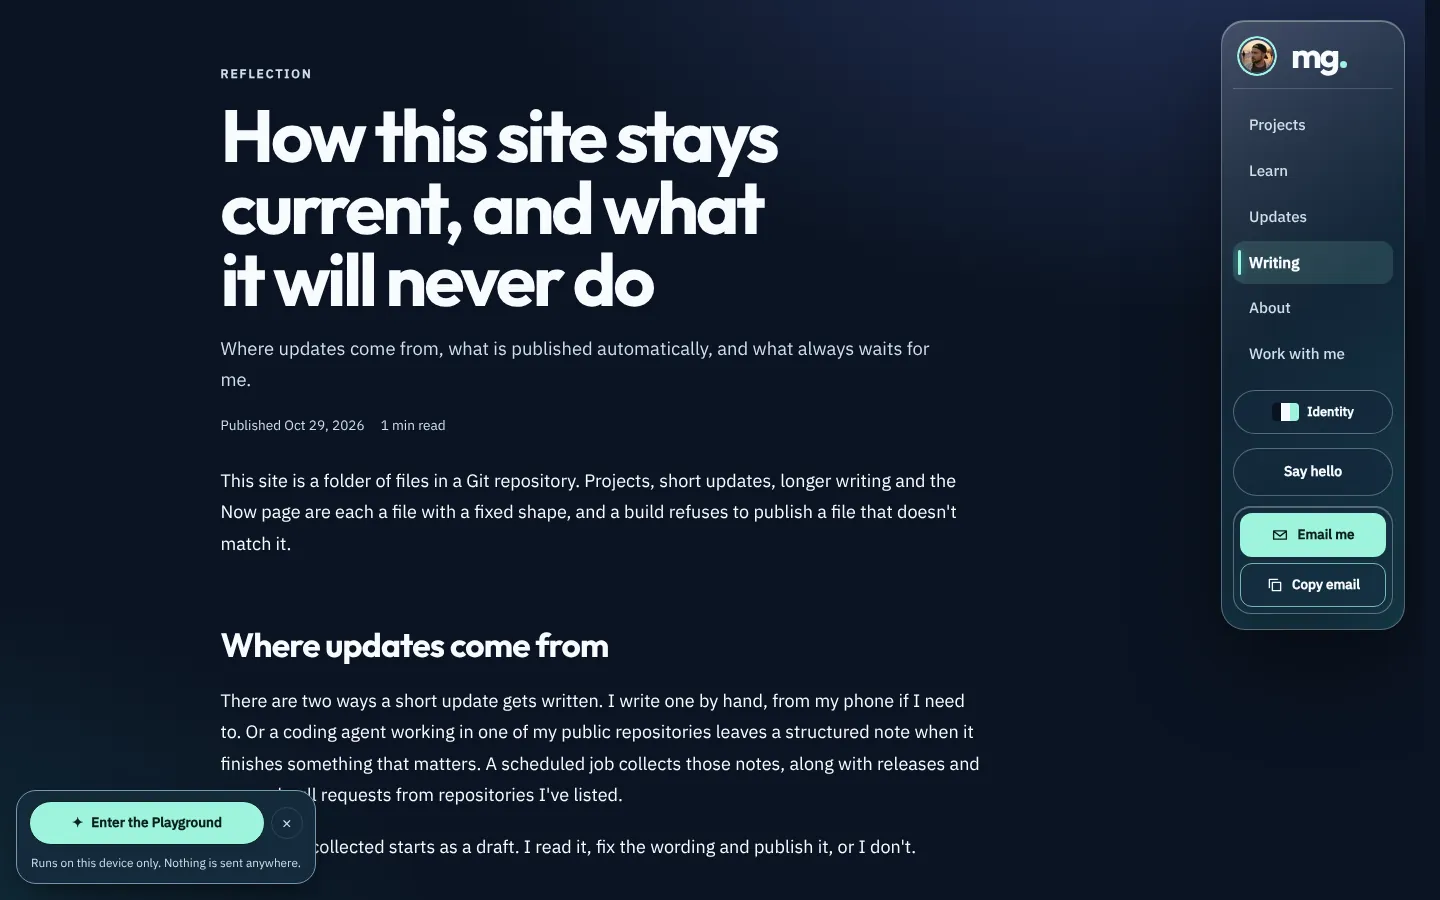 REFLECTION
How this site stays
current, and what
it will never do
Where updates come from, what is published automatically, and what always waits for
me.
Published Oct 29, 2026 1 min read
This site is a folder of files in a Git repository. Projects, short updates, longer writing and the
Now page are each a file with a fixed shape, and a build refuses to publish a file that doesn't
match it.
Where updates come from
There are two ways a short update gets written. I write one by hand, from my phone if I need
to. Or a coding agent working in one of my public repositories leaves a structured note when it
finishes something that matters. A scheduled job collects those notes, along with releases and
requests from repositories I've listed.
collected starts as a draft. I read it, fix the wording and publish it, or I don't.
✦ Enter the Playground
×
Runs on this device only. Nothing is sent anywhere.
mg.
Projects
Learn
Updates
Writing
About
Work with me
Identity
Say hello
Email me
Copy email